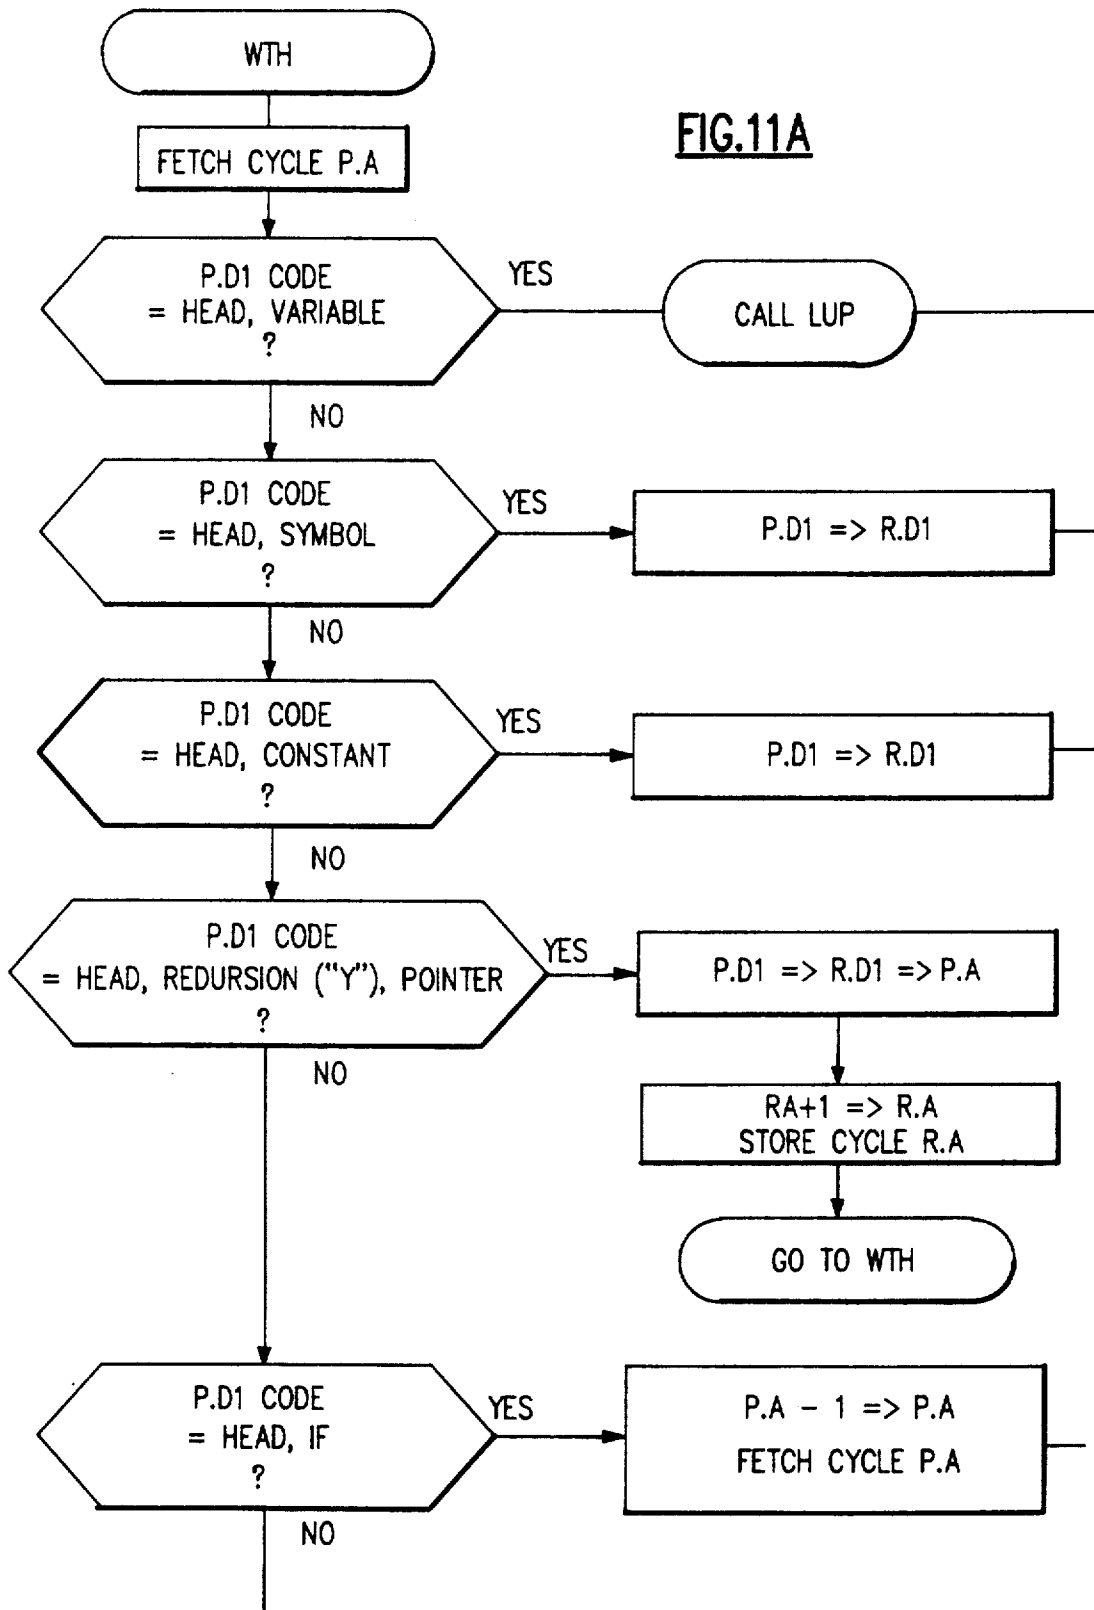 WTH
FIG.11A
FETCH CYCLE P.A
P.D1 CODE
= HEAD, VARIABLE
?
YES
CALL LUP
NO
P.D1 CODE
= HEAD, SYMBOL
?
YES
P.D1 => R.D1
NO
P.D1 CODE
= HEAD, CONSTANT
?
YES
P.D1 => R.D1
NO
P.D1 CODE
= HEAD, REDURSION ("Y"), POINTER
?
YES
P.D1 => R.D1 => P.A
NO
RA+1 => R.A
STORE CYCLE R.A
GO TO WTH
P.D1 CODE
= HEAD, IF
?
YES
P.A - 1 => P.A
FETCH CYCLE P.A
NO